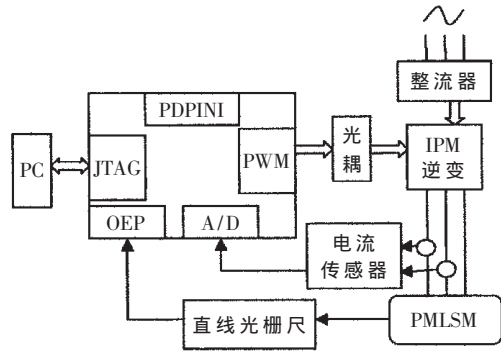 整流器
PDPINI
光
耦
IPM
逆变
PC
JTAG
PWM
OEP
A/D
电流
传感器
直线光栅尺
PMLSM